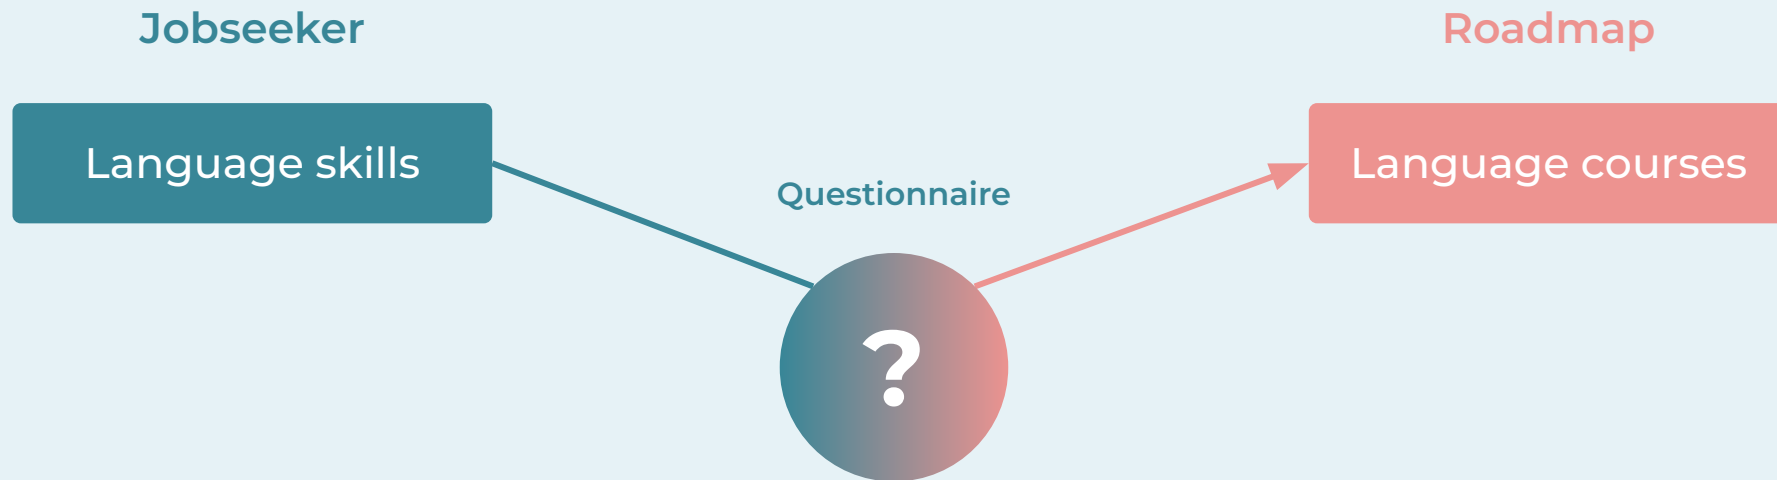 Jobseeker
Roadmap
Language skills
Questionnaire
Language courses
?